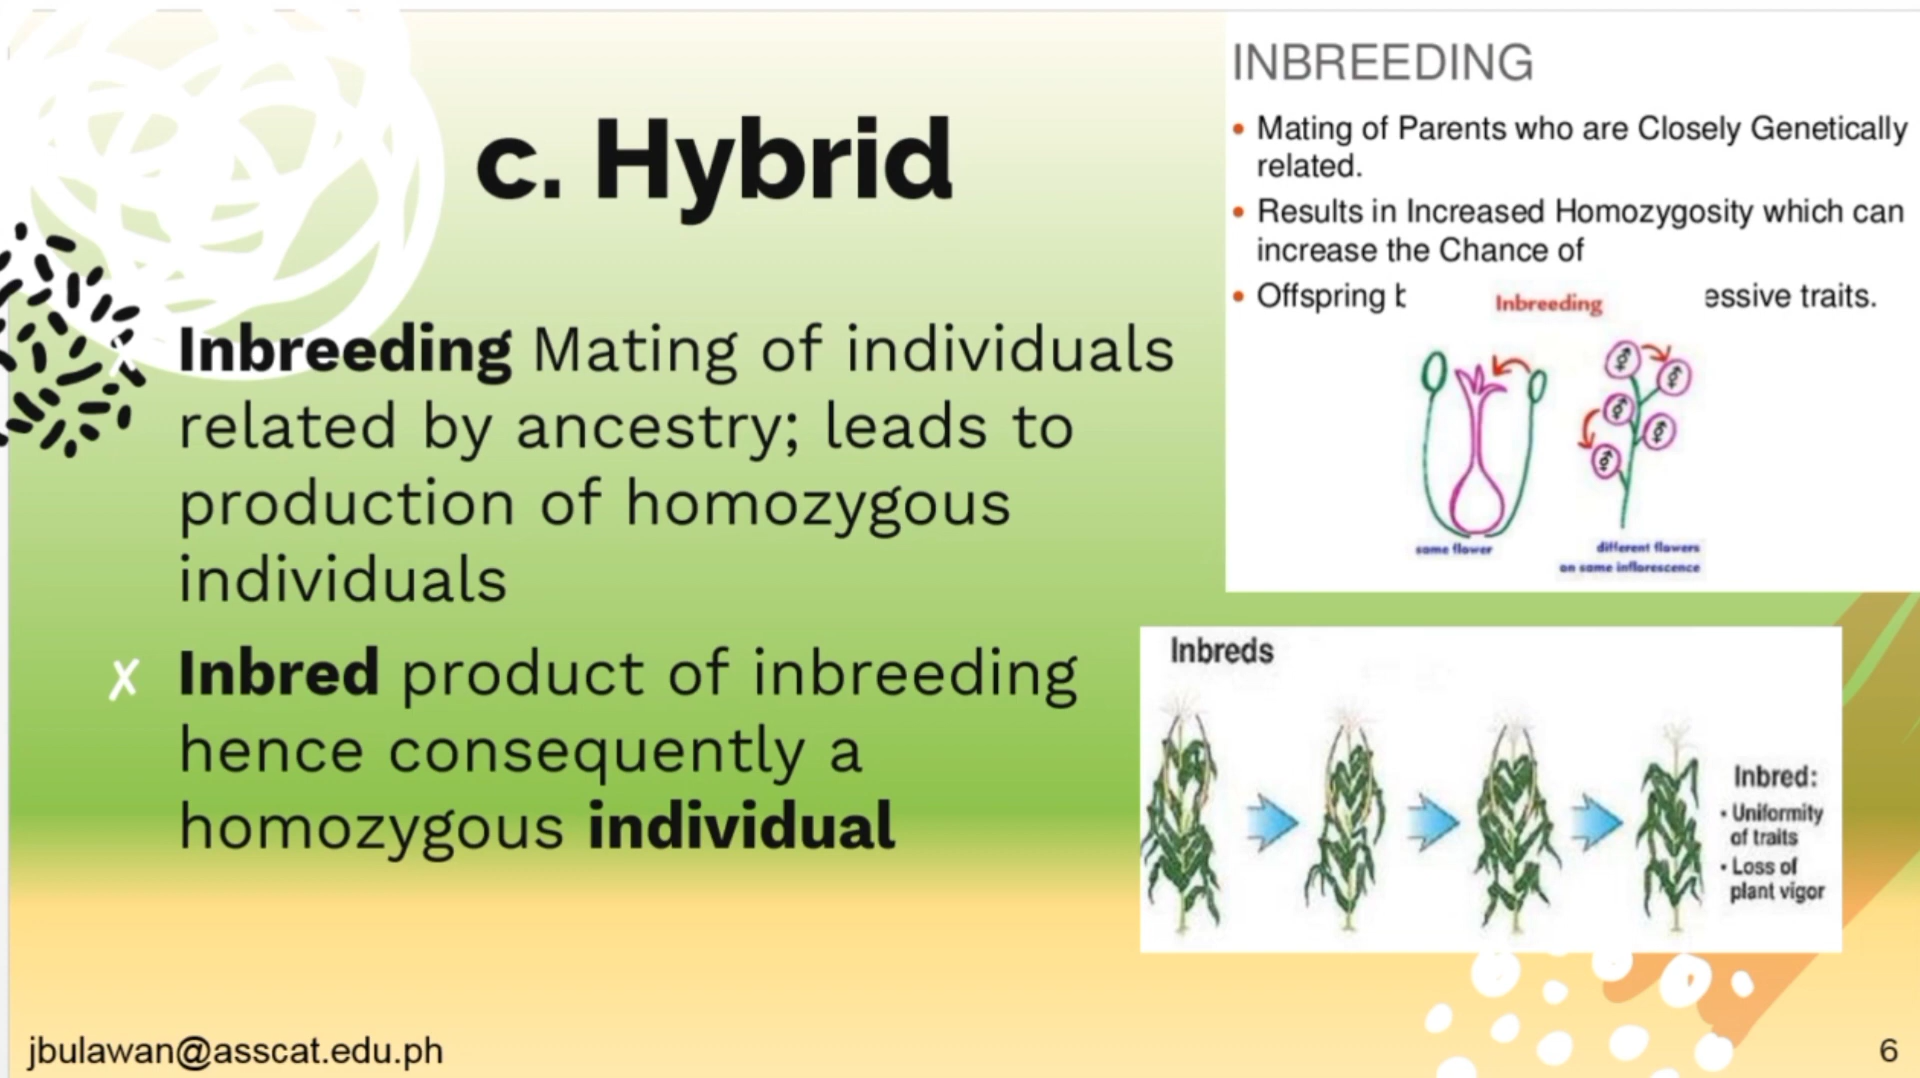 c. Hybrid
Inbreeding Mating of individuals
related by ancestry; leads to
production of homozygous
individuals
✗ Inbred product of inbreeding
hence consequently a
homozygous individual
INBREEDING
• Mating of Parents who are Closely Genetically
related.
• Results in Increased Homozygosity which can
increase the Chance of
• Offspring essive traits.
Inbreeding
same flower
different flowers
on same inflorescence
Inbreds
Inbred:
• Uniformity
of traits
• Loss of
plant vigor
jbulawan@asscat.edu.ph
6